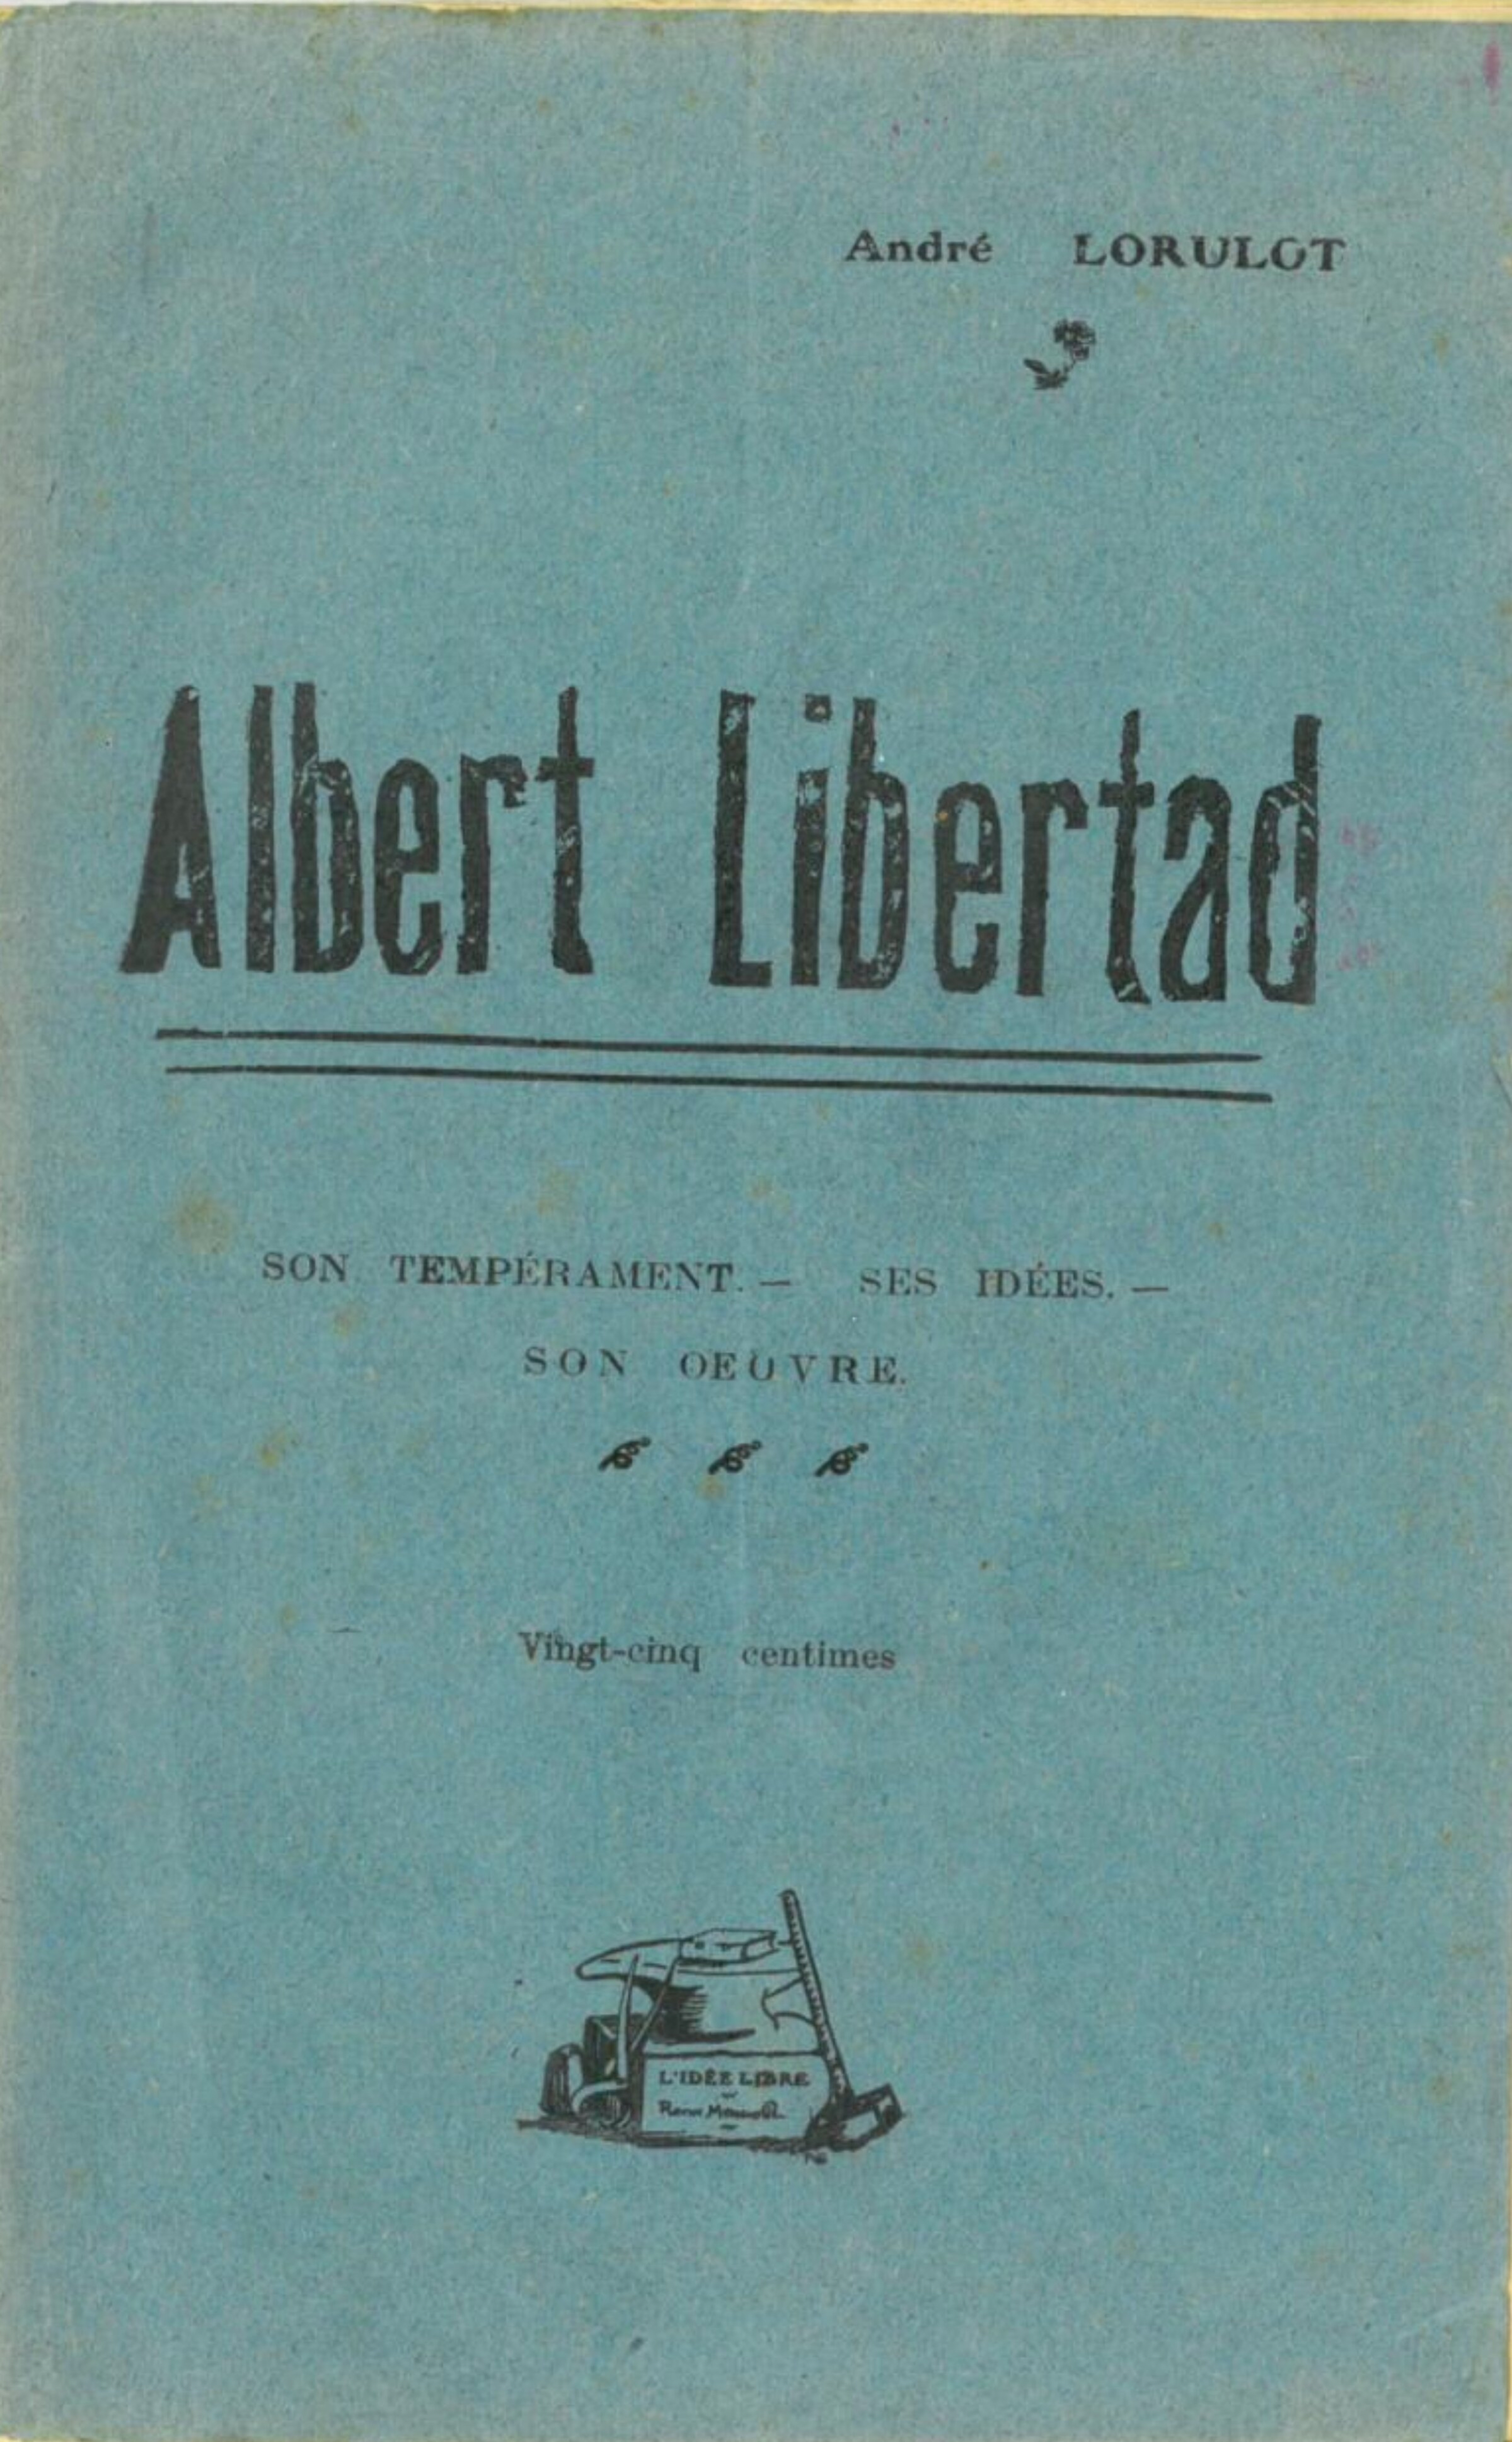 André LORULOT
Albert Libertad
SON TEMPÉRAMENT. — SES IDÉES. —
SON OEUVRE.
Vingt-cinq centimes
L'IDÉE LIBRE